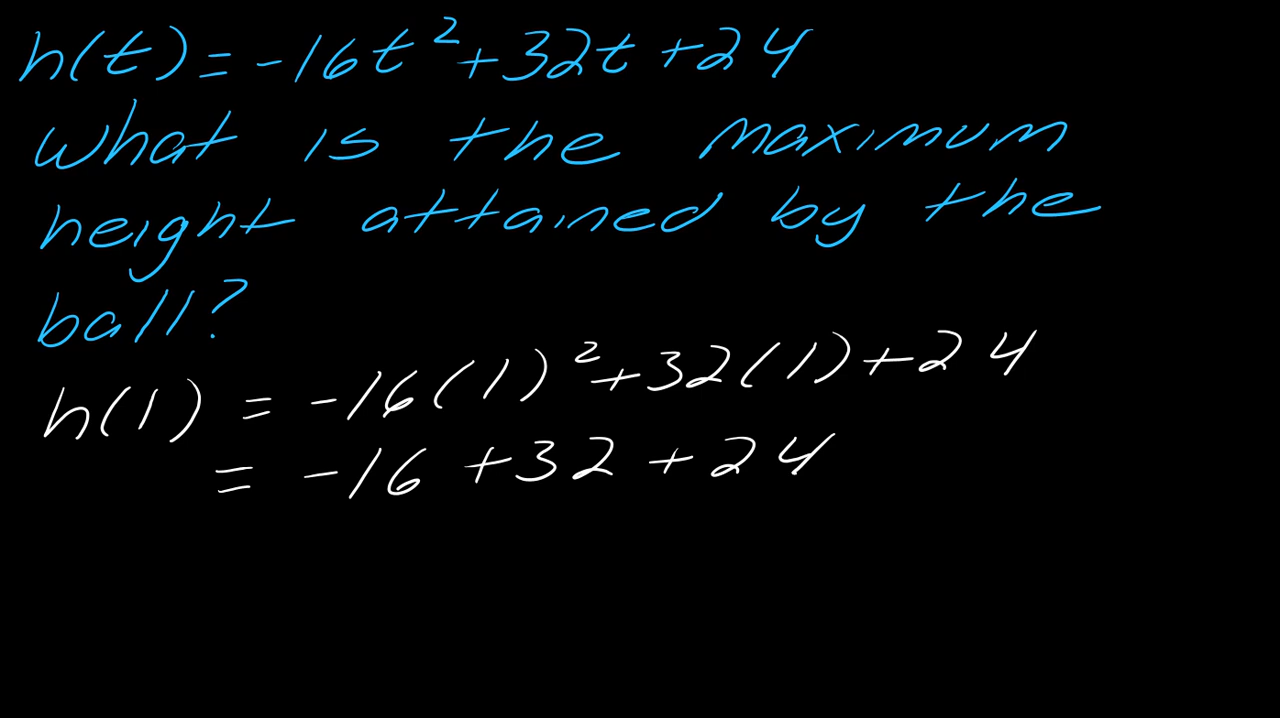 h(t) = -16t² + 32t + 24
What is the maximum
height attained by the
ball?
h(1) = -16(1)² + 32(1) + 24
= -16 + 32 + 24